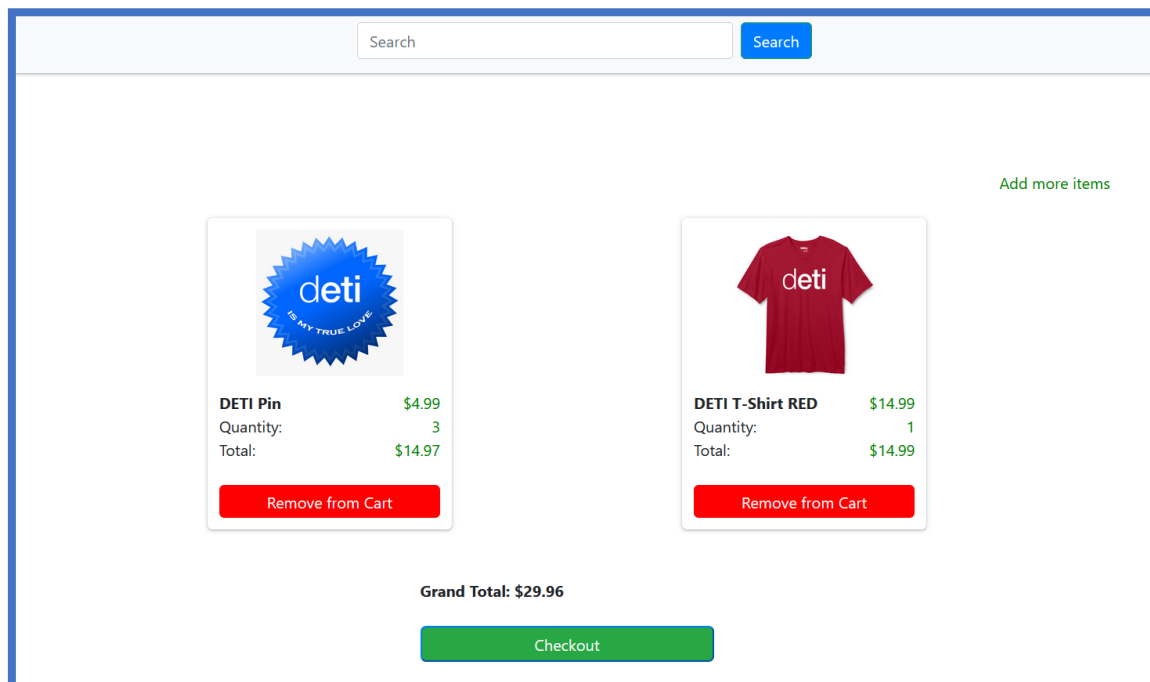 Search Search
Add more items
deti
IS MY TRUE LOVE
DETI Pin $4.99
Quantity: 3
Total: $14.97
Remove from Cart
deti
DETI T-Shirt RED $14.99
Quantity: 1
Total: $14.99
Remove from Cart
Grand Total: $29.96
Checkout